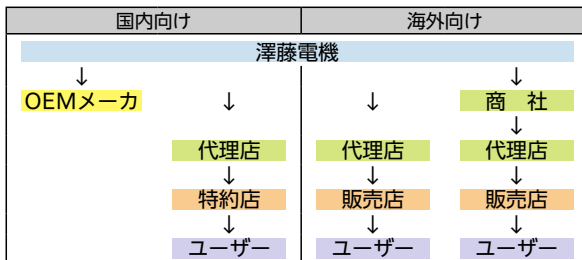 国内向け 海外向け
澤藤電機
↓ ↓
OEMメーカ ↓ ↓ 商 社
↓
代理店 代理店 代理店
↓ ↓ ↓
特約店 販売店 販売店
↓ ↓ ↓
ユーザー ユーザー ユーザー